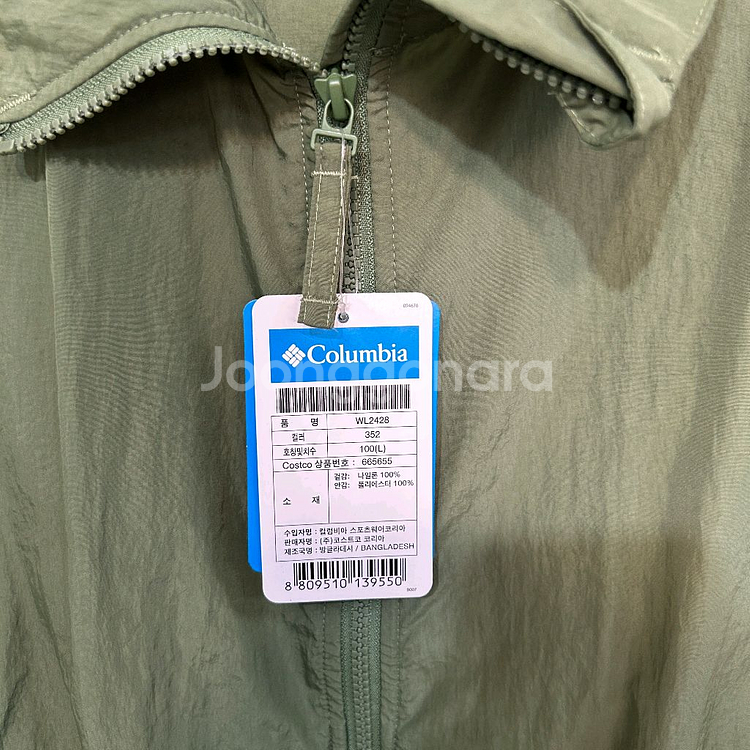 Columbia
Joonggonara
품 명 WL2428
컬러 352
호칭및치수 100(L)
Costco 상품번호 : 665655
소 재 겉감: 나일론 100%
안감: 폴리에스터 100%
수입자명 : 컬럼비아 스포츠웨어코리아
판매자명 : (주)코스트코 코리아
제조국명 : 방글라데시 / BANGLADESH
8 809510 139550